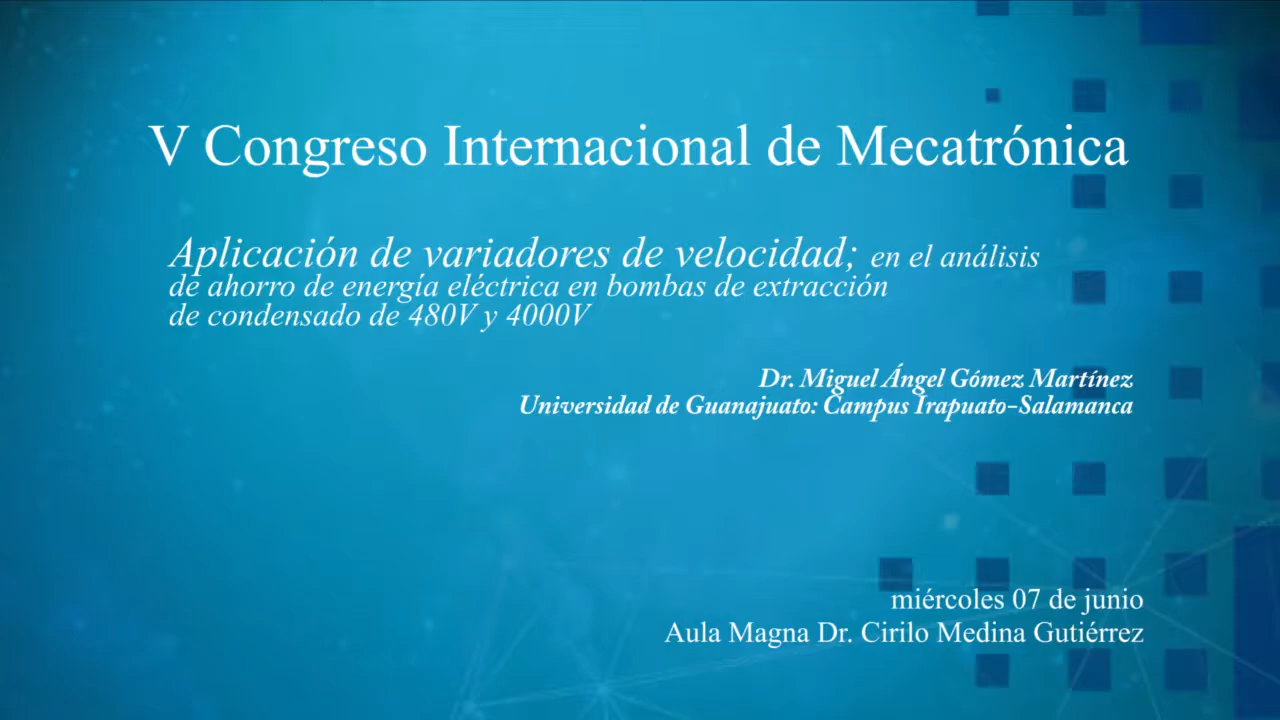 V Congreso Internacional de Mecatrónica
Aplicación de variadores de velocidad; en el análisis
de ahorro de energía eléctrica en bombas de extracción
de condensado de 480V y 4000V
Dr. Miguel Ángel Gómez Martínez
Universidad de Guanajuato: Campus Irapuato-Salamanca
miércoles 07 de junio
Aula Magna Dr. Cirilo Medina Gutiérrez